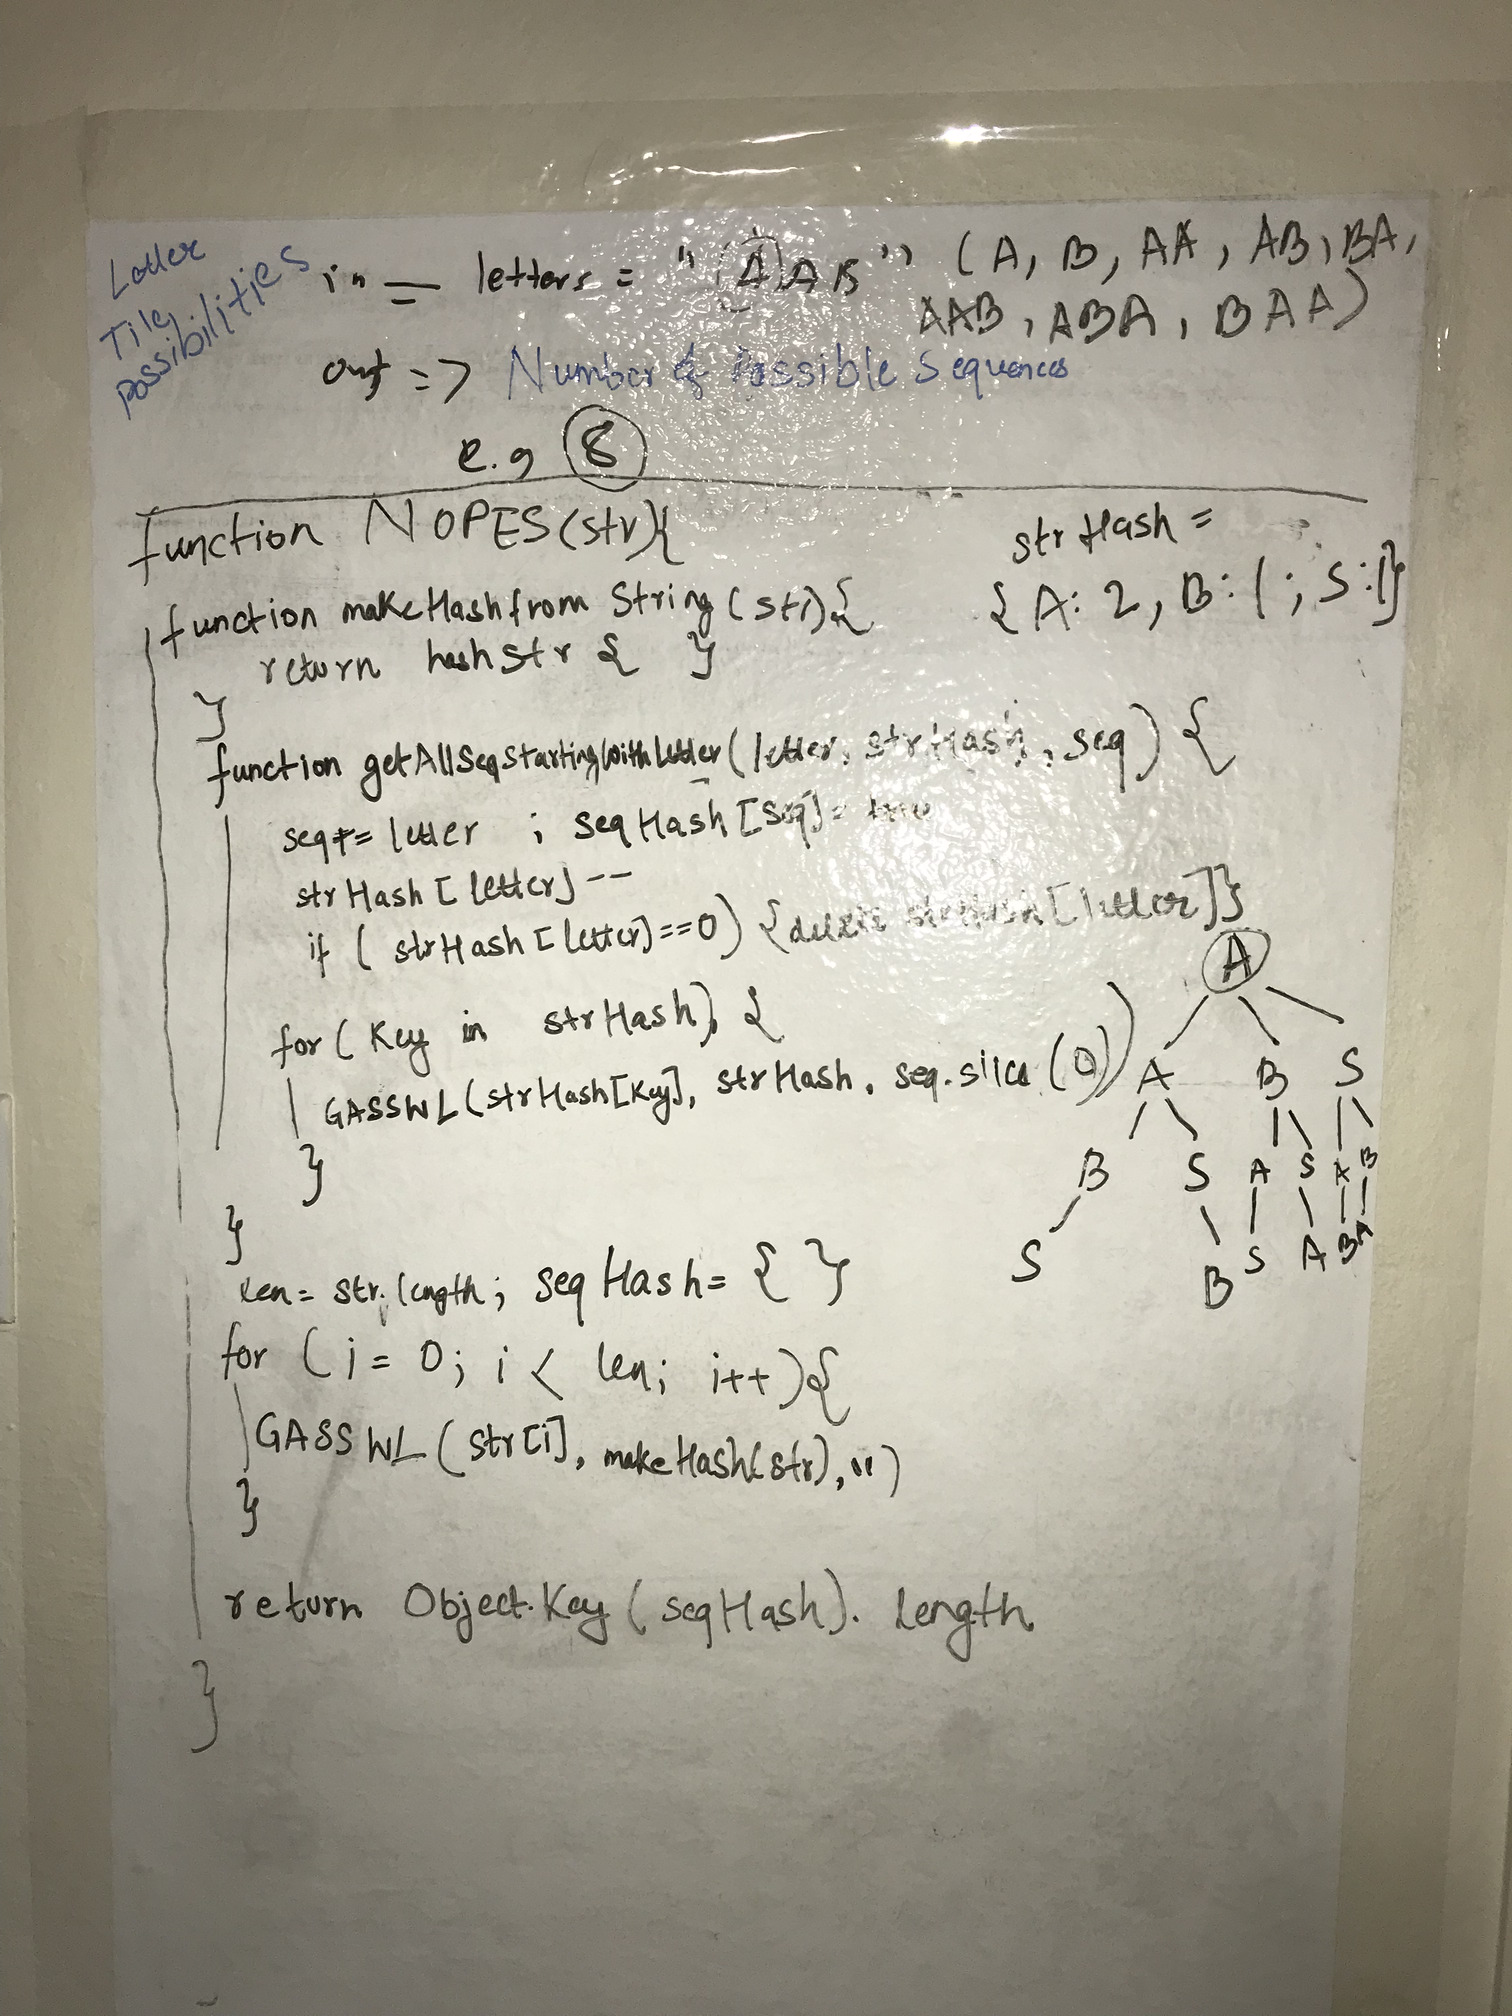 Letter
Tile
possibilities
in = letters = "AAB" (A, B, AA, AB, BA,
AAB, ABA, BAA)
out => Number of Possible Sequences
e.g 8
function NOPES(str){
strHash =
{A: 2, B: 1; S:1}
function makeHashfrom String (str){
return hashstr { }
}
function getAllSeqStartingWithLetter(letter, strHash, seq) {
seq+= letter ; seqHash[seq]= true
strHash[letter]--
if (strHash[letter]==0) {delete strHash[letter]}
for (Key in strHash) {
GASSWL(strHash[Key], strHash, seq.slice(0))
}
}
len = str.length; seqHash= { }
for (i= 0; i < len; i++){
GASSWL(str[i], makeHash(str), "")
}
return Object.Key(seqHash).length
}
A
A B S
B S A S A B
S B S A B A